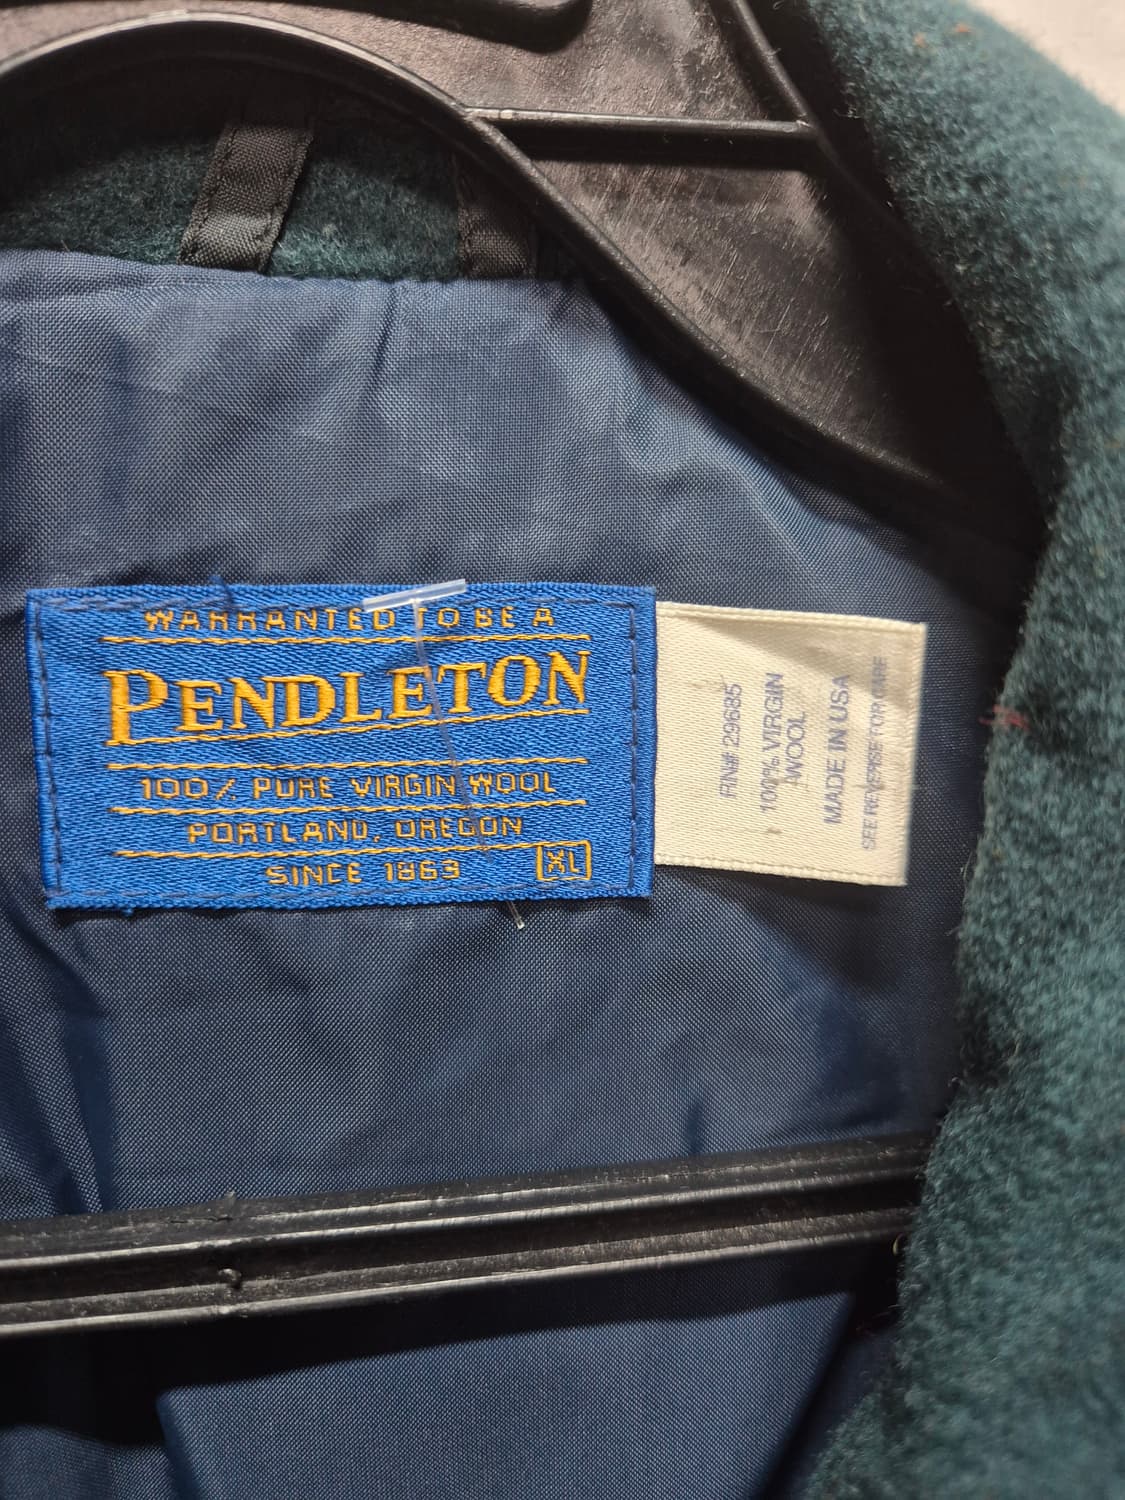 WARRANTED TO BE A
PENDLETON
100% PURE VIRGIN WOOL
PORTLAND, OREGON
SINCE 1863
XL
RN# 29685
100% VIRGIN
WOOL
MADE IN USA
SEE REVERSE FOR CARE